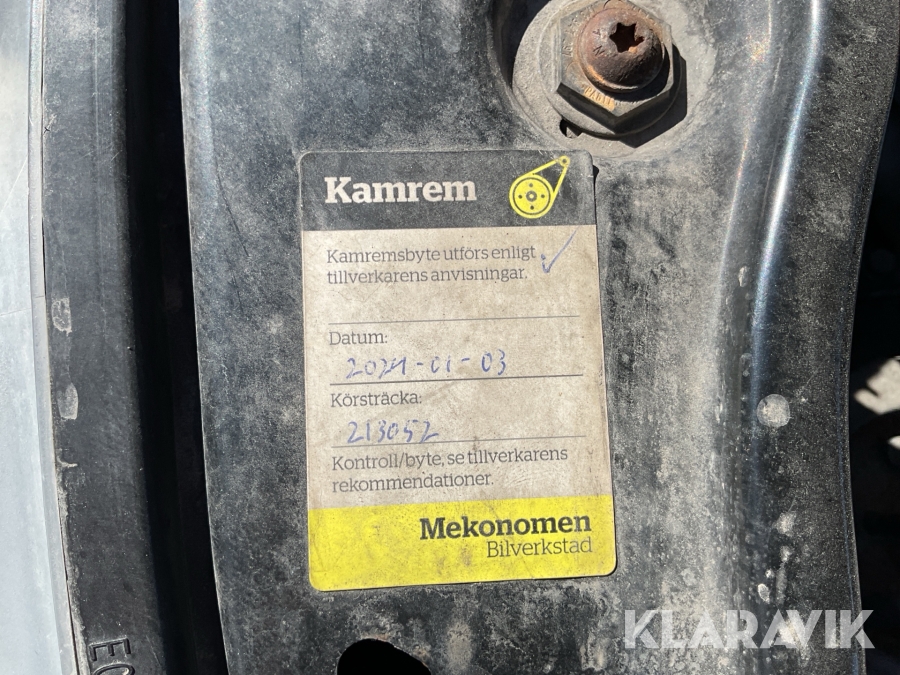 Kamrem
Kamremsbyte utförs enligt ✓
tillverkarens anvisningar.
Datum:
2024-01-03
Körsträcka:
213052
Kontroll/byte, se tillverkarens
rekommendationer.
Mekonomen
Bilverkstad
KLARAVIK